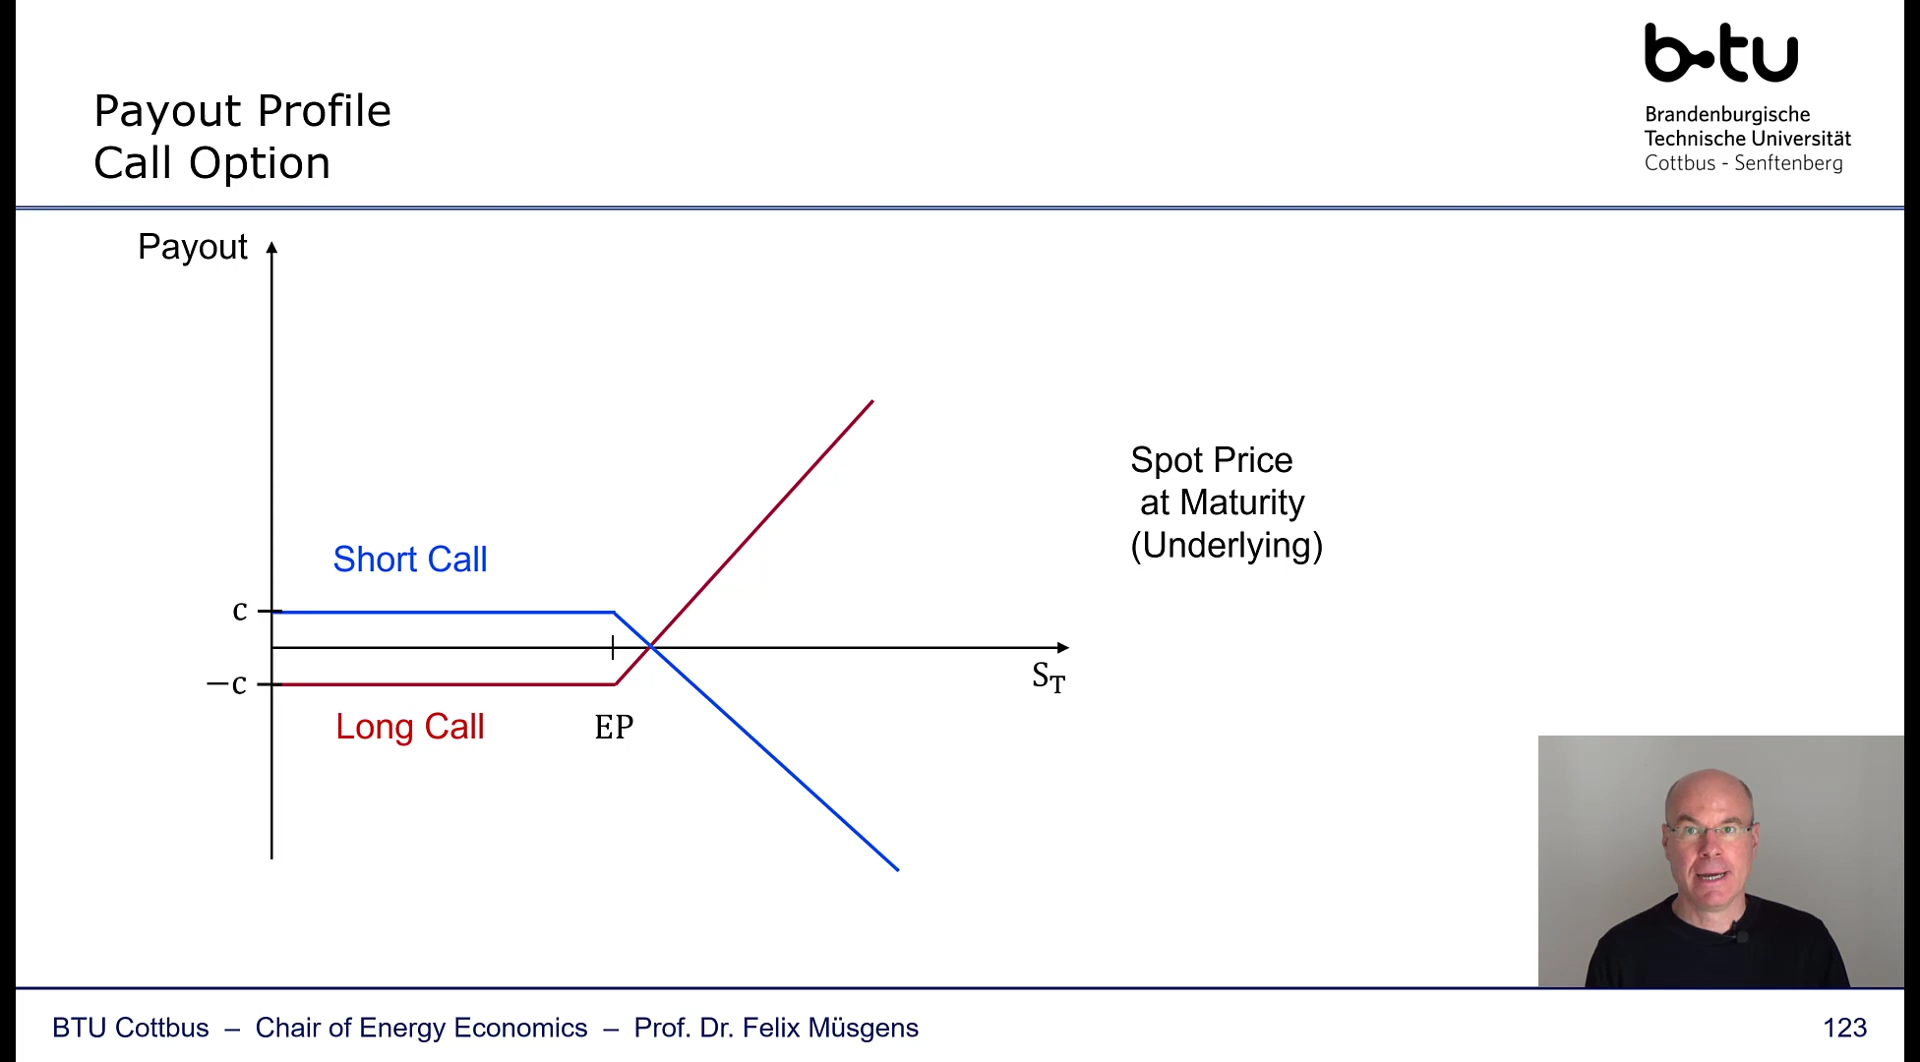 b-tu
Brandenburgische
Technische Universität
Cottbus - Senftenberg
Payout Profile
Call Option
Payout
Spot Price
at Maturity
(Underlying)
Short Call
c
S_T
−c
Long Call
EP
BTU Cottbus – Chair of Energy Economics – Prof. Dr. Felix Müsgens
123